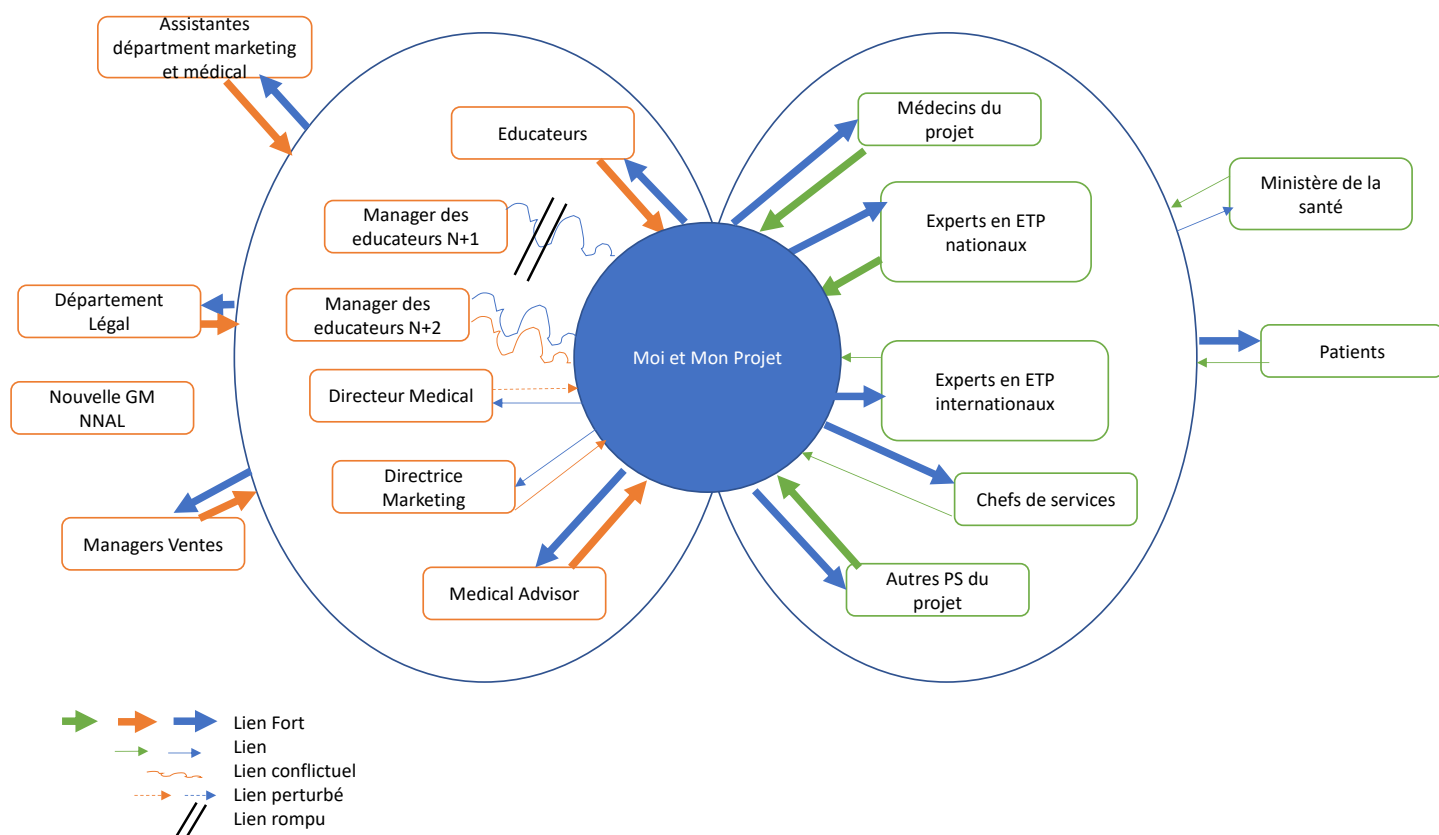 Assistantes
départment marketing
et médical
Educateurs
Médecins du
projet
Ministère de la
santé
Manager des
educateurs N+1
Experts en ETP
nationaux
Département
Légal
Manager des
educateurs N+2
Moi et Mon Projet
Patients
Nouvelle GM
NNAL
Directeur Medical
Experts en ETP
internationaux
Directrice
Marketing
Chefs de services
Managers Ventes
Medical Advisor
Autres PS du
projet
Lien Fort
Lien
Lien conflictuel
Lien perturbé
Lien rompu